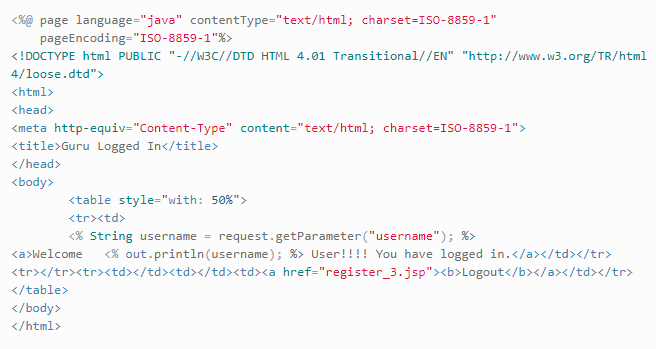 <%@ page language="java" contentType="text/html; charset=ISO-8859-1"
    pageEncoding="ISO-8859-1"%>
<!DOCTYPE html PUBLIC "-//W3C//DTD HTML 4.01 Transitional//EN" "http://www.w3.org/TR/html
4/loose.dtd">
<html>
<head>
<meta http-equiv="Content-Type" content="text/html; charset=ISO-8859-1">
<title>Guru Logged In</title>
</head>
<body>
        <table style="with: 50%">
        <tr><td>
        <% String username = request.getParameter("username"); %>
<a>Welcome   <% out.println(username); %> User!!!! You have logged in.</a></td></tr>
<tr></tr><tr><td></td><td></td><td><a href="register_3.jsp"><b>Logout</b></a></td></tr>
</table>
</body>
</html>